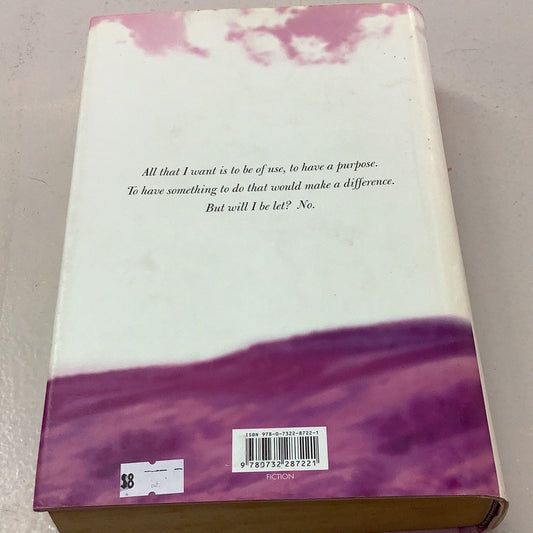 All that I want is to be of use, to have a purpose.
To have something to do that would make a difference.
But will I be let? No.
ISBN 978-0-7322-8722-1
9 780732 287221
FICTION
$8